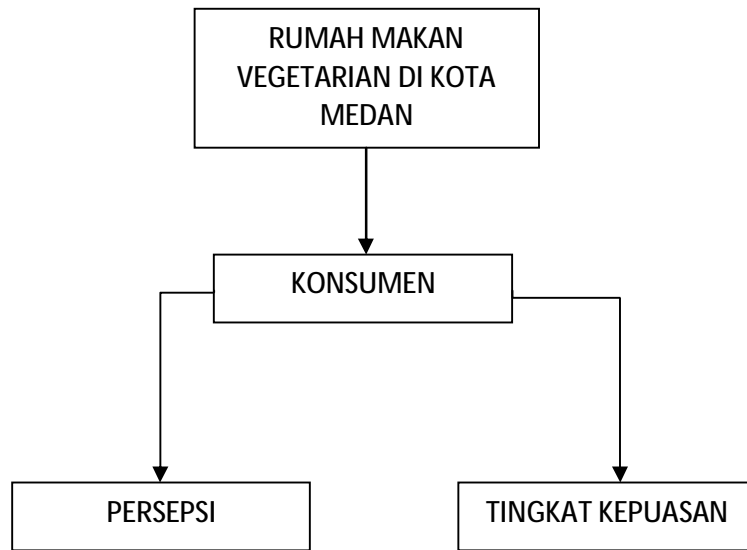 RUMAH MAKAN
VEGETARIAN DI KOTA
MEDAN
KONSUMEN
PERSEPSI
TINGKAT KEPUASAN